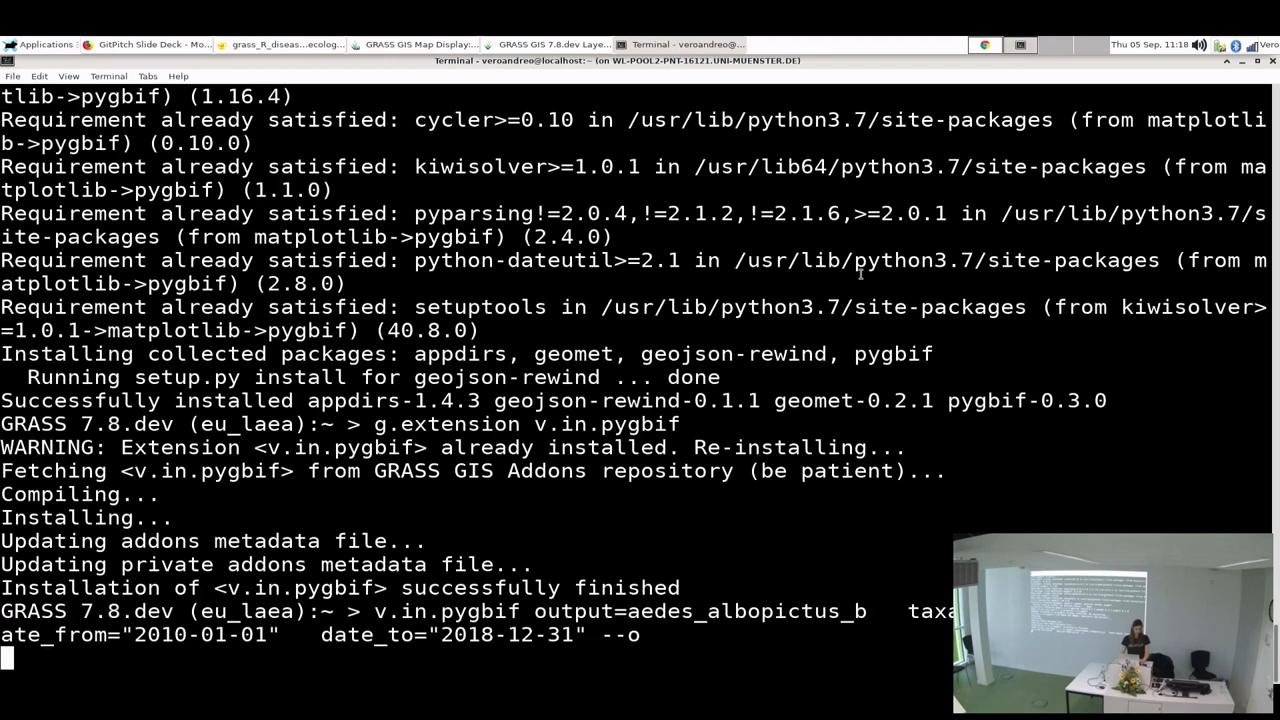 Applications
GitPitch Slide Deck - Mo...
grass_R_diseas...ecolog...
GRASS GIS Map Display:...
GRASS GIS 7.8.dev Laye...
Terminal - veroandreo@...
Thu 05 Sep, 11:18
Vero
Terminal - veroandreo@localhost:~ (on WL-POOL2-PNT-16121.UNI-MUENSTER.DE)
File Edit View Terminal Tabs Help
tlib->pygbif) (1.16.4)
Requirement already satisfied: cycler>=0.10 in /usr/lib/python3.7/site-packages (from matplotli
b->pygbif) (0.10.0)
Requirement already satisfied: kiwisolver>=1.0.1 in /usr/lib64/python3.7/site-packages (from ma
tplotlib->pygbif) (1.1.0)
Requirement already satisfied: pyparsing!=2.0.4,!=2.1.2,!=2.1.6,>=2.0.1 in /usr/lib/python3.7/s
ite-packages (from matplotlib->pygbif) (2.4.0)
Requirement already satisfied: python-dateutil>=2.1 in /usr/lib/python3.7/site-packages (from m
atplotlib->pygbif) (2.8.0)
Requirement already satisfied: setuptools in /usr/lib/python3.7/site-packages (from kiwisolver>
=1.0.1->matplotlib->pygbif) (40.8.0)
Installing collected packages: appdirs, geomet, geojson-rewind, pygbif
Running setup.py install for geojson-rewind ... done
Successfully installed appdirs-1.4.3 geojson-rewind-0.1.1 geomet-0.2.1 pygbif-0.3.0
GRASS 7.8.dev (eu_laea):~ > g.extension v.in.pygbif
WARNING: Extension <v.in.pygbif> already installed. Re-installing...
Fetching <v.in.pygbif> from GRASS GIS Addons repository (be patient)...
Compiling...
Installing...
Updating addons metadata file...
Updating private addons metadata file...
Installation of <v.in.pygbif> successfully finished
GRASS 7.8.dev (eu_laea):~ > v.in.pygbif output=aedes_albopictus_b taxa
ate_from="2010-01-01" date_to="2018-12-31" --o